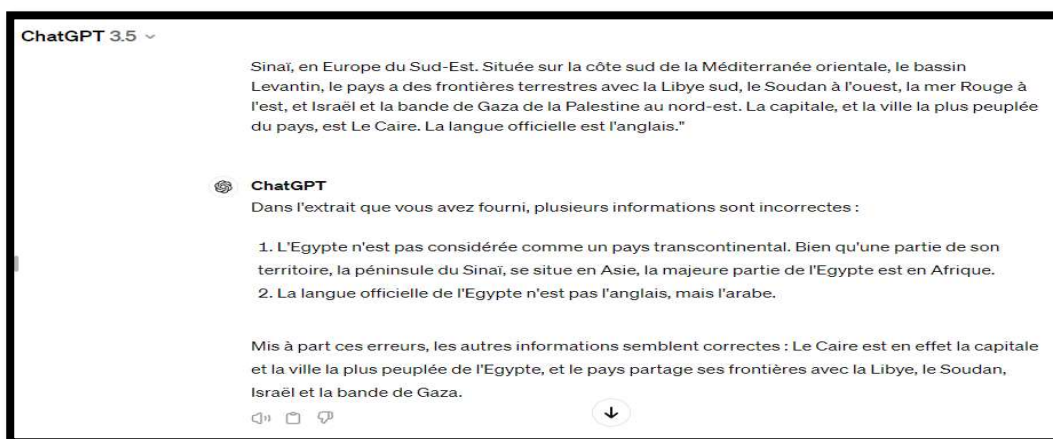 ChatGPT 3.5
Sinaï, en Europe du Sud-Est. Située sur la côte sud de la Méditerranée orientale, le bassin
Levantin, le pays a des frontières terrestres avec la Libye sud, le Soudan à l'ouest, la mer Rouge à
l'est, et Israël et la bande de Gaza de la Palestine au nord-est. La capitale, et la ville la plus peuplée
du pays, est Le Caire. La langue officielle est l'anglais."
ChatGPT
Dans l'extrait que vous avez fourni, plusieurs informations sont incorrectes :
1. L'Egypte n'est pas considérée comme un pays transcontinental. Bien qu'une partie de son
territoire, la péninsule du Sinaï, se situe en Asie, la majeure partie de l'Egypte est en Afrique.
2. La langue officielle de l'Egypte n'est pas l'anglais, mais l'arabe.
Mis à part ces erreurs, les autres informations semblent correctes : Le Caire est en effet la capitale
et la ville la plus peuplée de l'Egypte, et le pays partage ses frontières avec la Libye, le Soudan,
Israël et la bande de Gaza.